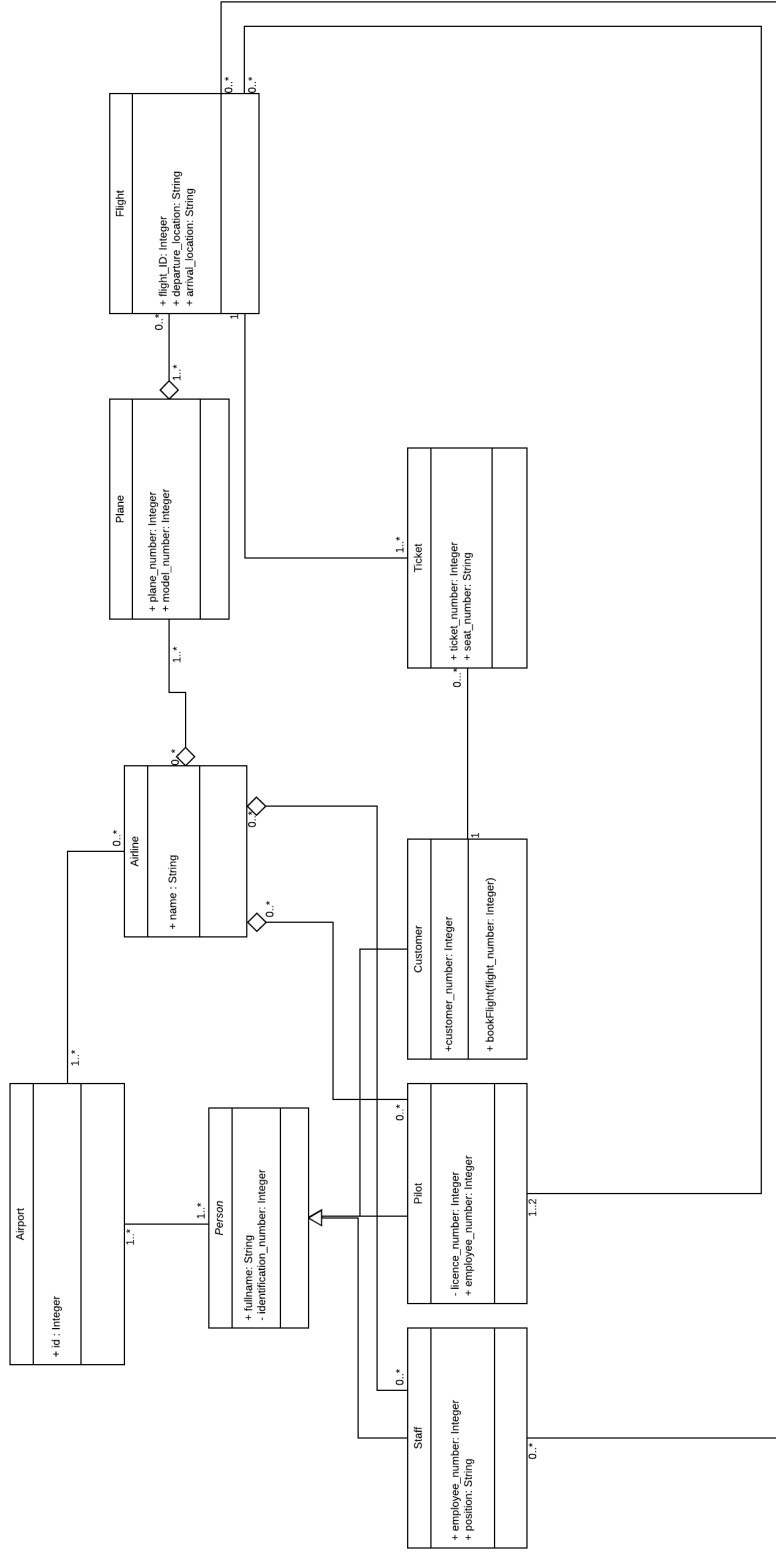 Airport
+ id : Integer
1..*
1..*
1..*
Person
+ fullname: String
- identification_number: Integer
0..*
Airline
+ name : String
0..*
0..*
0..*
1..*
Plane
+ plane_number: Integer
+ model_number: Integer
1..*
0..*
Flight
+ flight_ID: Integer
+ departure_location: String
+ arrival_location: String
1
0..*
0..*
0..*
Staff
+ employee_number: Integer
+ position: String
0..*
0..*
Pilot
- licence_number: Integer
+ employee_number: Integer
1..2
Customer
+customer_number: Integer
+ bookFlight(flight_number: Integer)
1
0...*
1..*
Ticket
+ ticket_number: Integer
+ seat_number: String